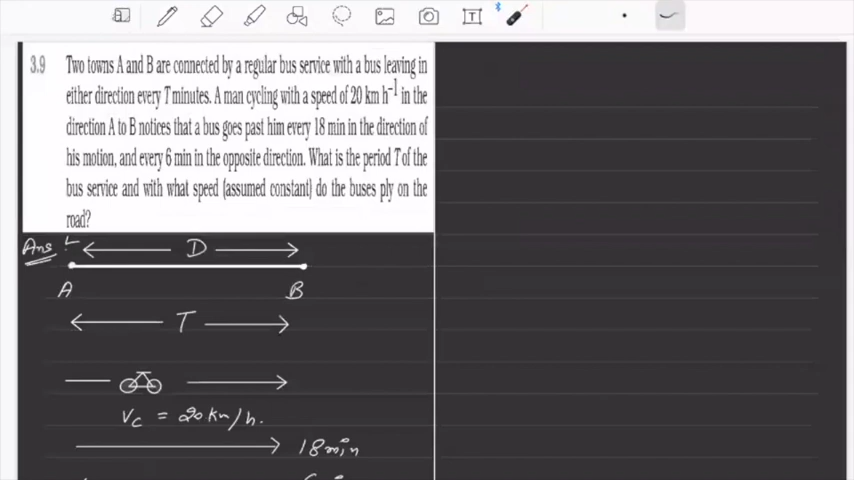 3.9 Two towns A and B are connected by a regular bus service with a bus leaving in
either direction every T minutes. A man cycling with a speed of 20 km h⁻¹ in the
direction A to B notices that a bus goes past him every 18 min in the direction of
his motion, and every 6 min in the opposite direction. What is the period T of the
bus service and with what speed (assumed constant) do the buses ply on the
road?
Ans:- D
A B
T
Vc = 20km/h.
18min